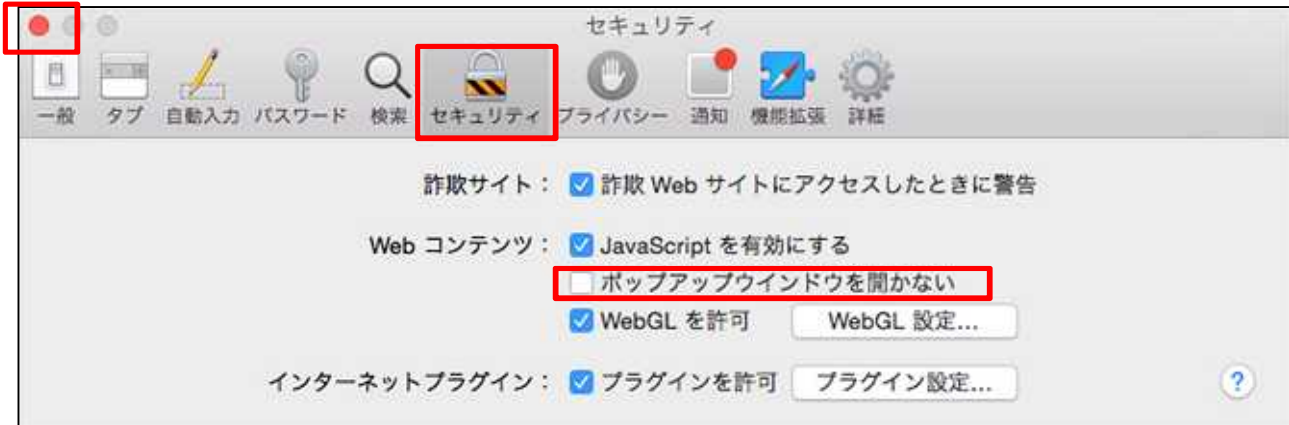 セキュリティ
一般 タブ 自動入力 パスワード 検索 セキュリティ プライバシー 通知 機能拡張 詳細
詐欺サイト： 詐欺 Web サイトにアクセスしたときに警告
Web コンテンツ： JavaScript を有効にする
ポップアップウインドウを開かない
WebGL を許可 WebGL 設定...
インターネットプラグイン： プラグインを許可 プラグイン設定... ?